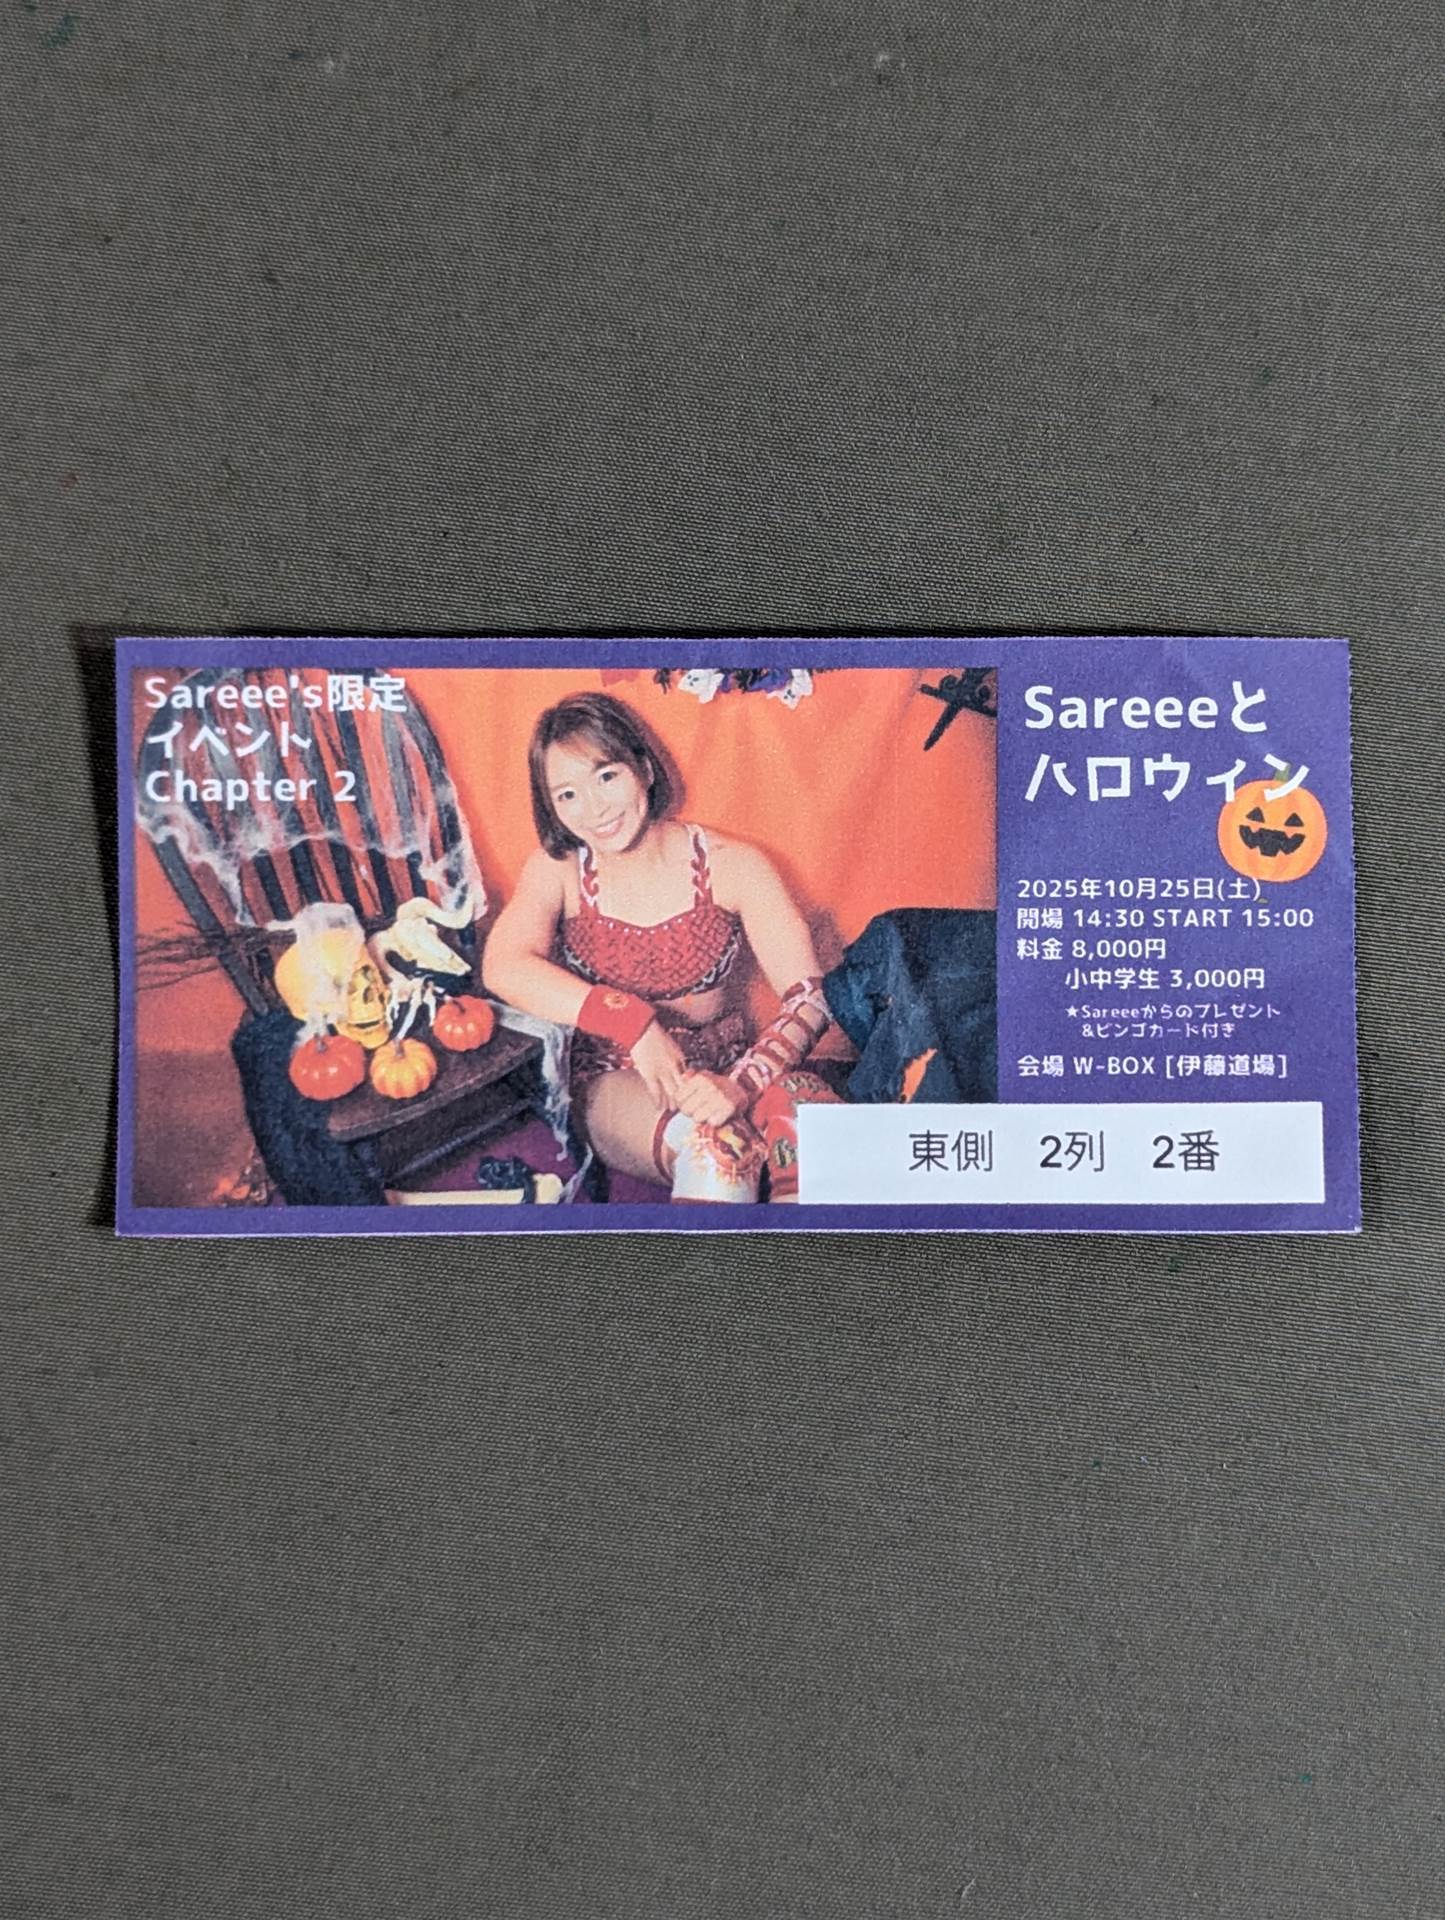 Sareee's限定
イベント
Chapter 2
Sareeeと
ハロウィン
2025年10月25日(土)
開場 14:30 START 15:00
料金 8,000円
小中学生 3,000円
★Sareeeからのプレゼント
&ビンゴカード付き
会場 W-BOX [伊藤道場]
東側 2列 2番